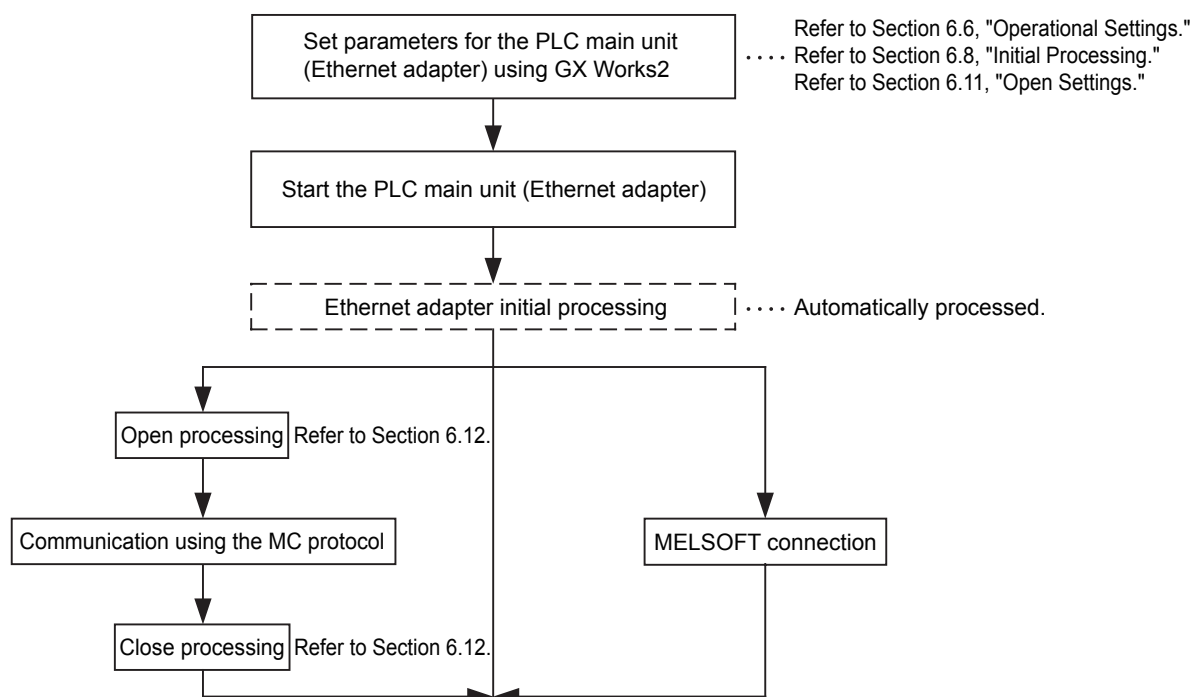 Set parameters for the PLC main unit
(Ethernet adapter) using GX Works2
Refer to Section 6.6, "Operational Settings."
Refer to Section 6.8, "Initial Processing."
Refer to Section 6.11, "Open Settings."
Start the PLC main unit (Ethernet adapter)
Ethernet adapter initial processing
Automatically processed.
Open processing
Refer to Section 6.12.
Communication using the MC protocol
MELSOFT connection
Close processing
Refer to Section 6.12.